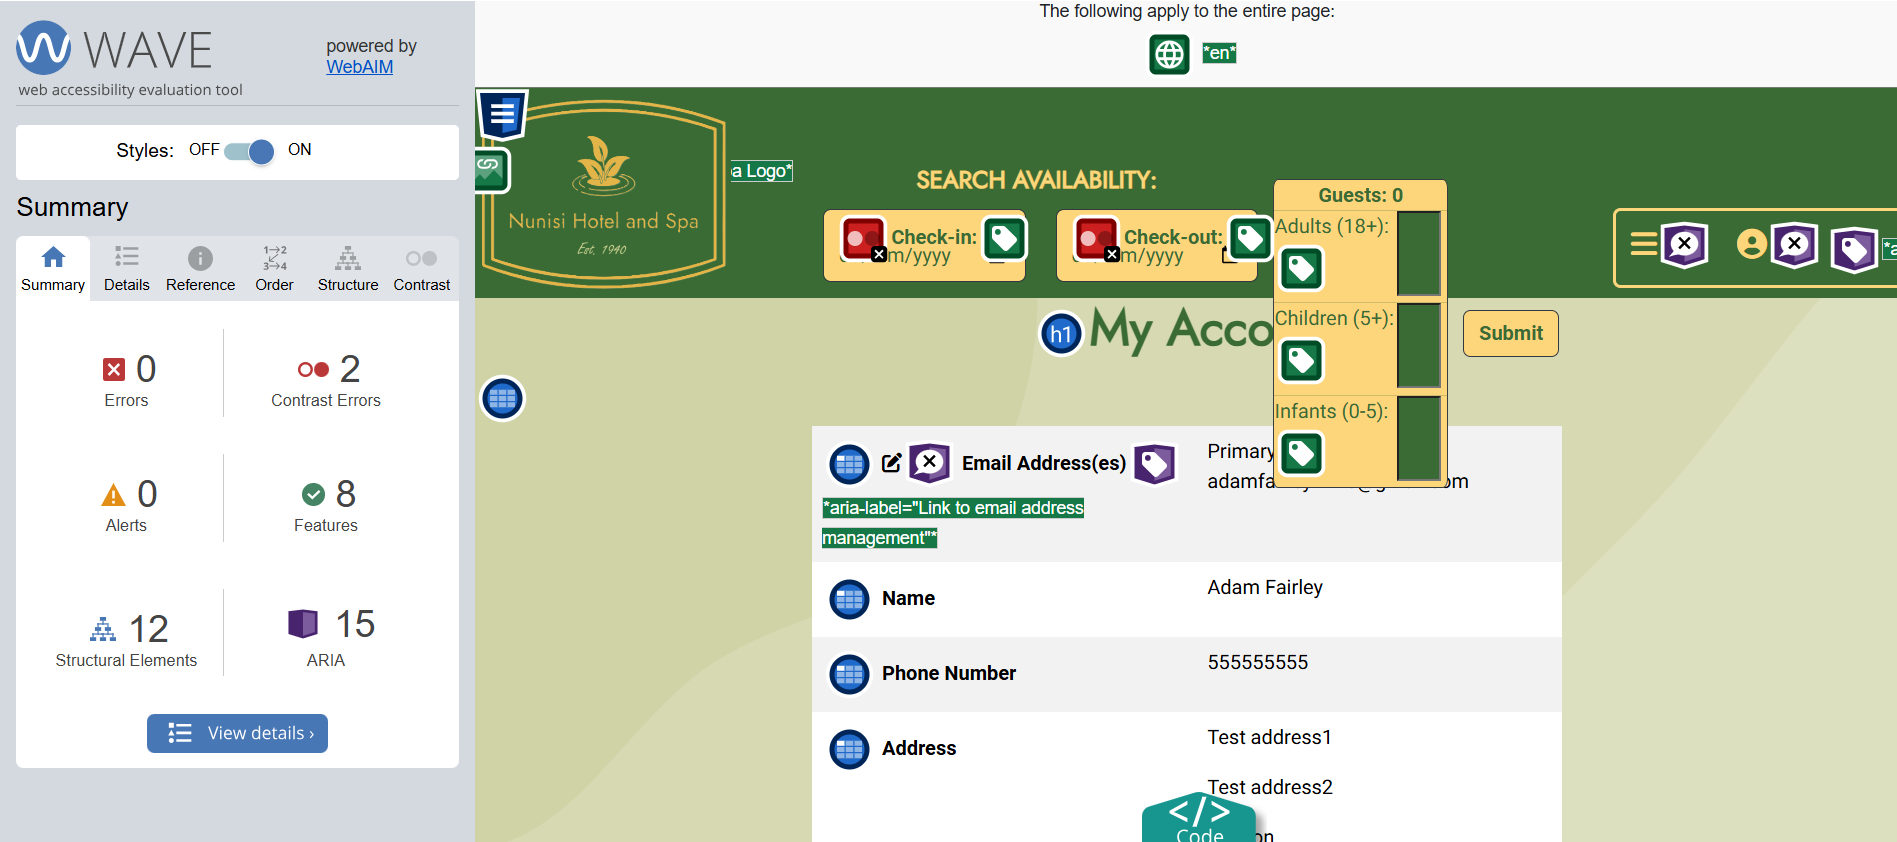 WAVE
powered by
WebAIM
web accessibility evaluation tool
Styles: OFF ON
Summary
Summary Details Reference Order Structure Contrast
0
Errors
2
Contrast Errors
0
Alerts
8
Features
12
Structural Elements
15
ARIA
View details ›
The following apply to the entire page:
*en*
Nunisi Hotel and Spa
Est. 1940
a Logo*
SEARCH AVAILABILITY:
Check-in:
m/yyyy
Check-out:
m/yyyy
Guests: 0
Adults (18+):
Children (5+):
Infants (0-5):
Submit
h1 My Acco
Email Address(es)
*aria-label="Link to email address
management"*
Primary
adamfa
om
Name
Adam Fairley
Phone Number
555555555
Address
Test address1
Test address2
on
</> Code